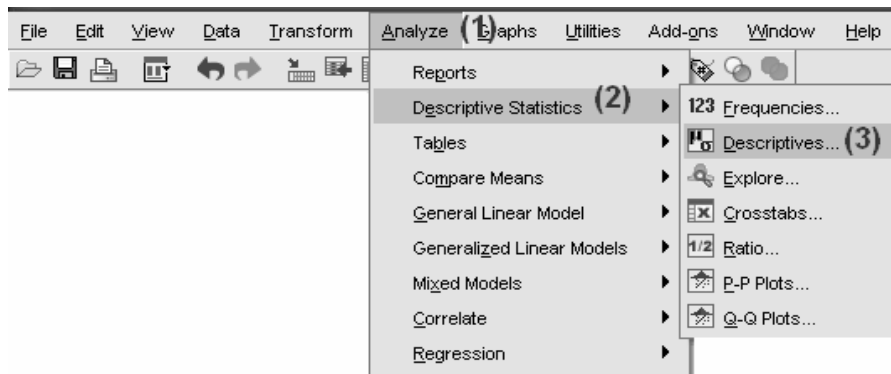 File Edit View Data Transform Analyze (1) Graphs Utilities Add-ons Window Help
Reports
Descriptive Statistics (2)
Tables
Compare Means
General Linear Model
Generalized Linear Models
Mixed Models
Correlate
Regression
123 Frequencies...
μσ Descriptives... (3)
Explore...
Crosstabs...
1/2 Ratio...
P-P Plots...
Q-Q Plots...